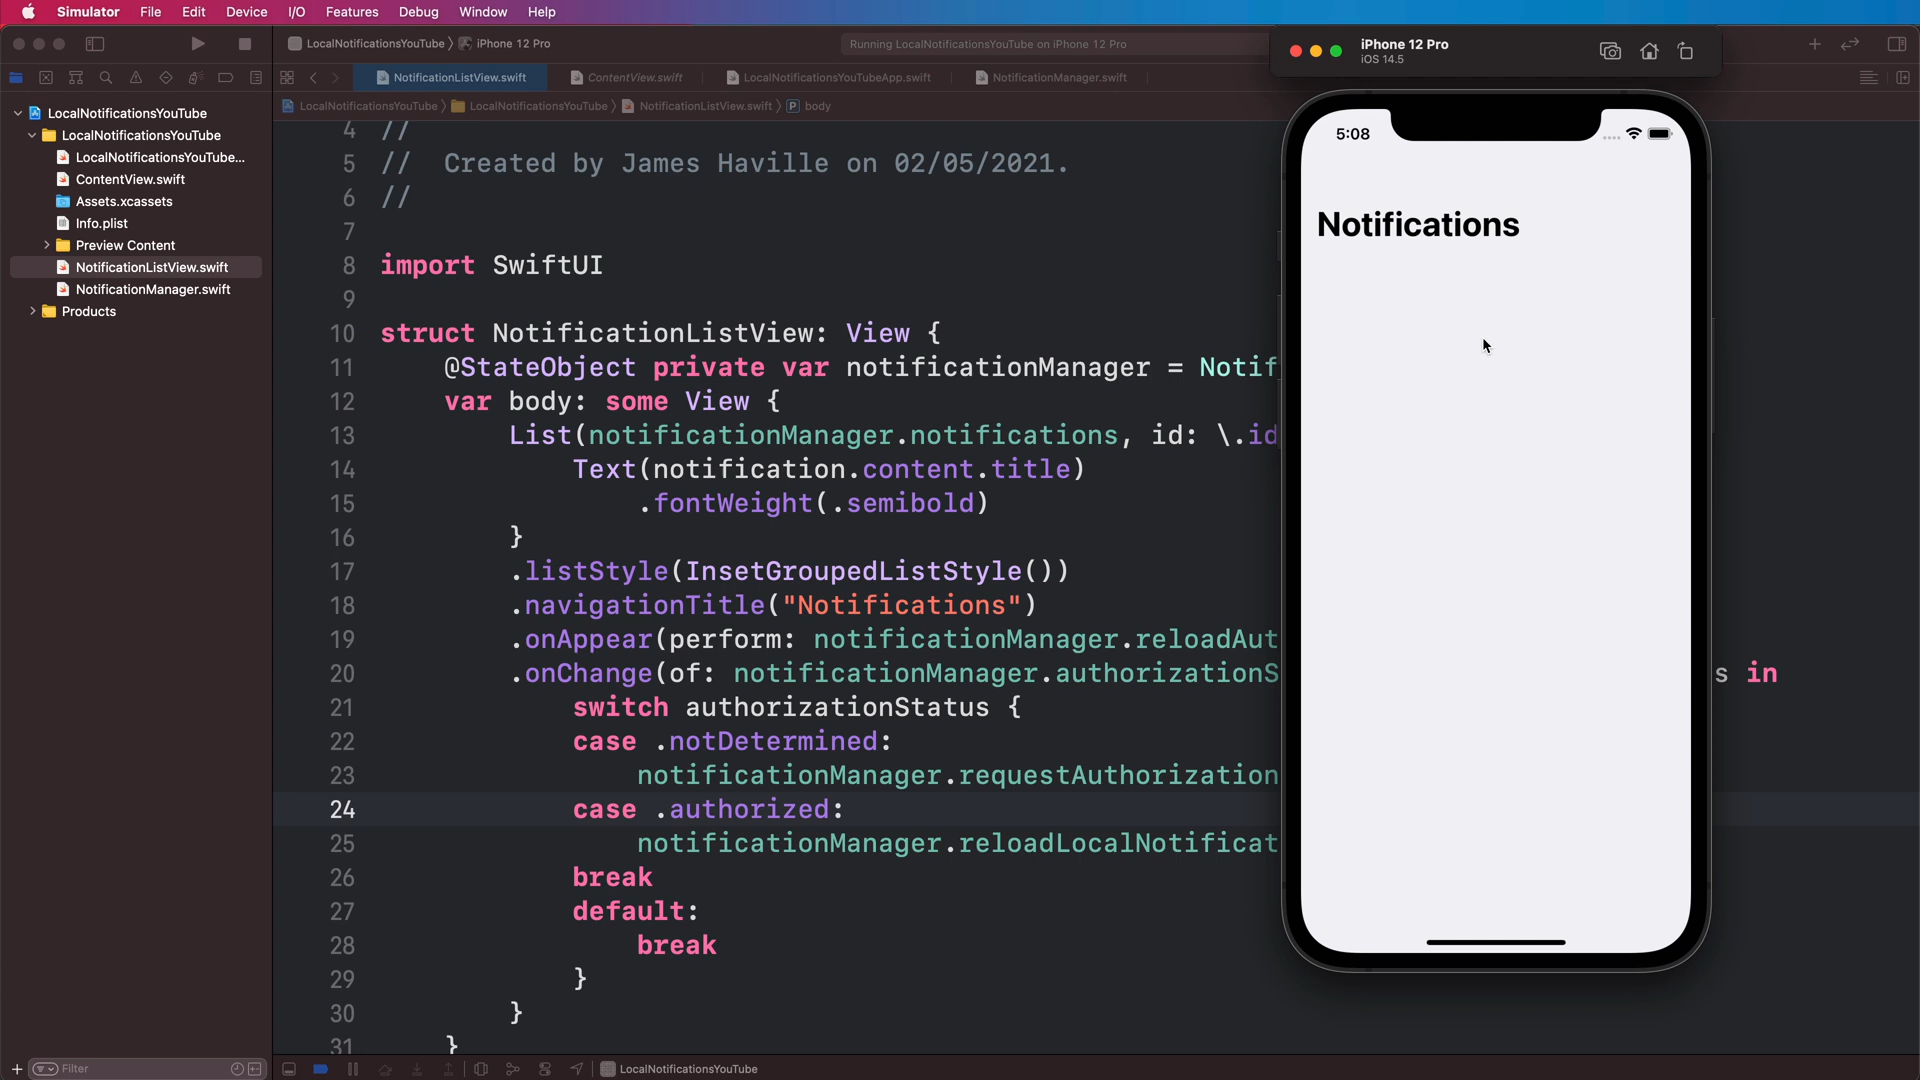 Simulator File Edit Device I/O Features Debug Window Help
LocalNotificationsYouTube iPhone 12 Pro
Running LocalNotificationsYouTube on iPhone 12 Pro
iPhone 12 Pro
iOS 14.5
NotificationListView.swift ContentView.swift LocalNotificationsYouTubeApp.swift NotificationManager.swift
LocalNotificationsYouTube LocalNotificationsYouTube NotificationListView.swift P body
LocalNotificationsYouTube
LocalNotificationsYouTube
LocalNotificationsYouTube...
ContentView.swift
Assets.xcassets
Info.plist
Preview Content
NotificationListView.swift
NotificationManager.swift
Products
4 //
5 // Created by James Haville on 02/05/2021.
6 //
7
8 import SwiftUI
9
10 struct NotificationListView: View {
11 @StateObject private var notificationManager = Notif
12 var body: some View {
13 List(notificationManager.notifications, id: \.id
14 Text(notification.content.title)
15 .fontWeight(.semibold)
16 }
17 .listStyle(InsetGroupedListStyle())
18 .navigationTitle("Notifications")
19 .onAppear(perform: notificationManager.reloadAut
20 .onChange(of: notificationManager.authorizationS s in
21 switch authorizationStatus {
22 case .notDetermined:
23 notificationManager.requestAuthorization
24 case .authorized:
25 notificationManager.reloadLocalNotificat
26 break
27 default:
28 break
29 }
30 }
31 }
5:08
Notifications
Filter
LocalNotificationsYouTube